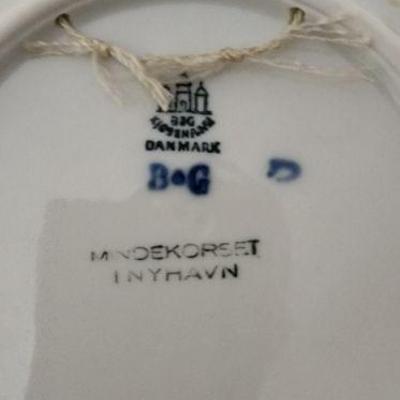 B&G
KJØBENHAVN
DANMARK
B&G
MINDEKORSET
I NYHAVN